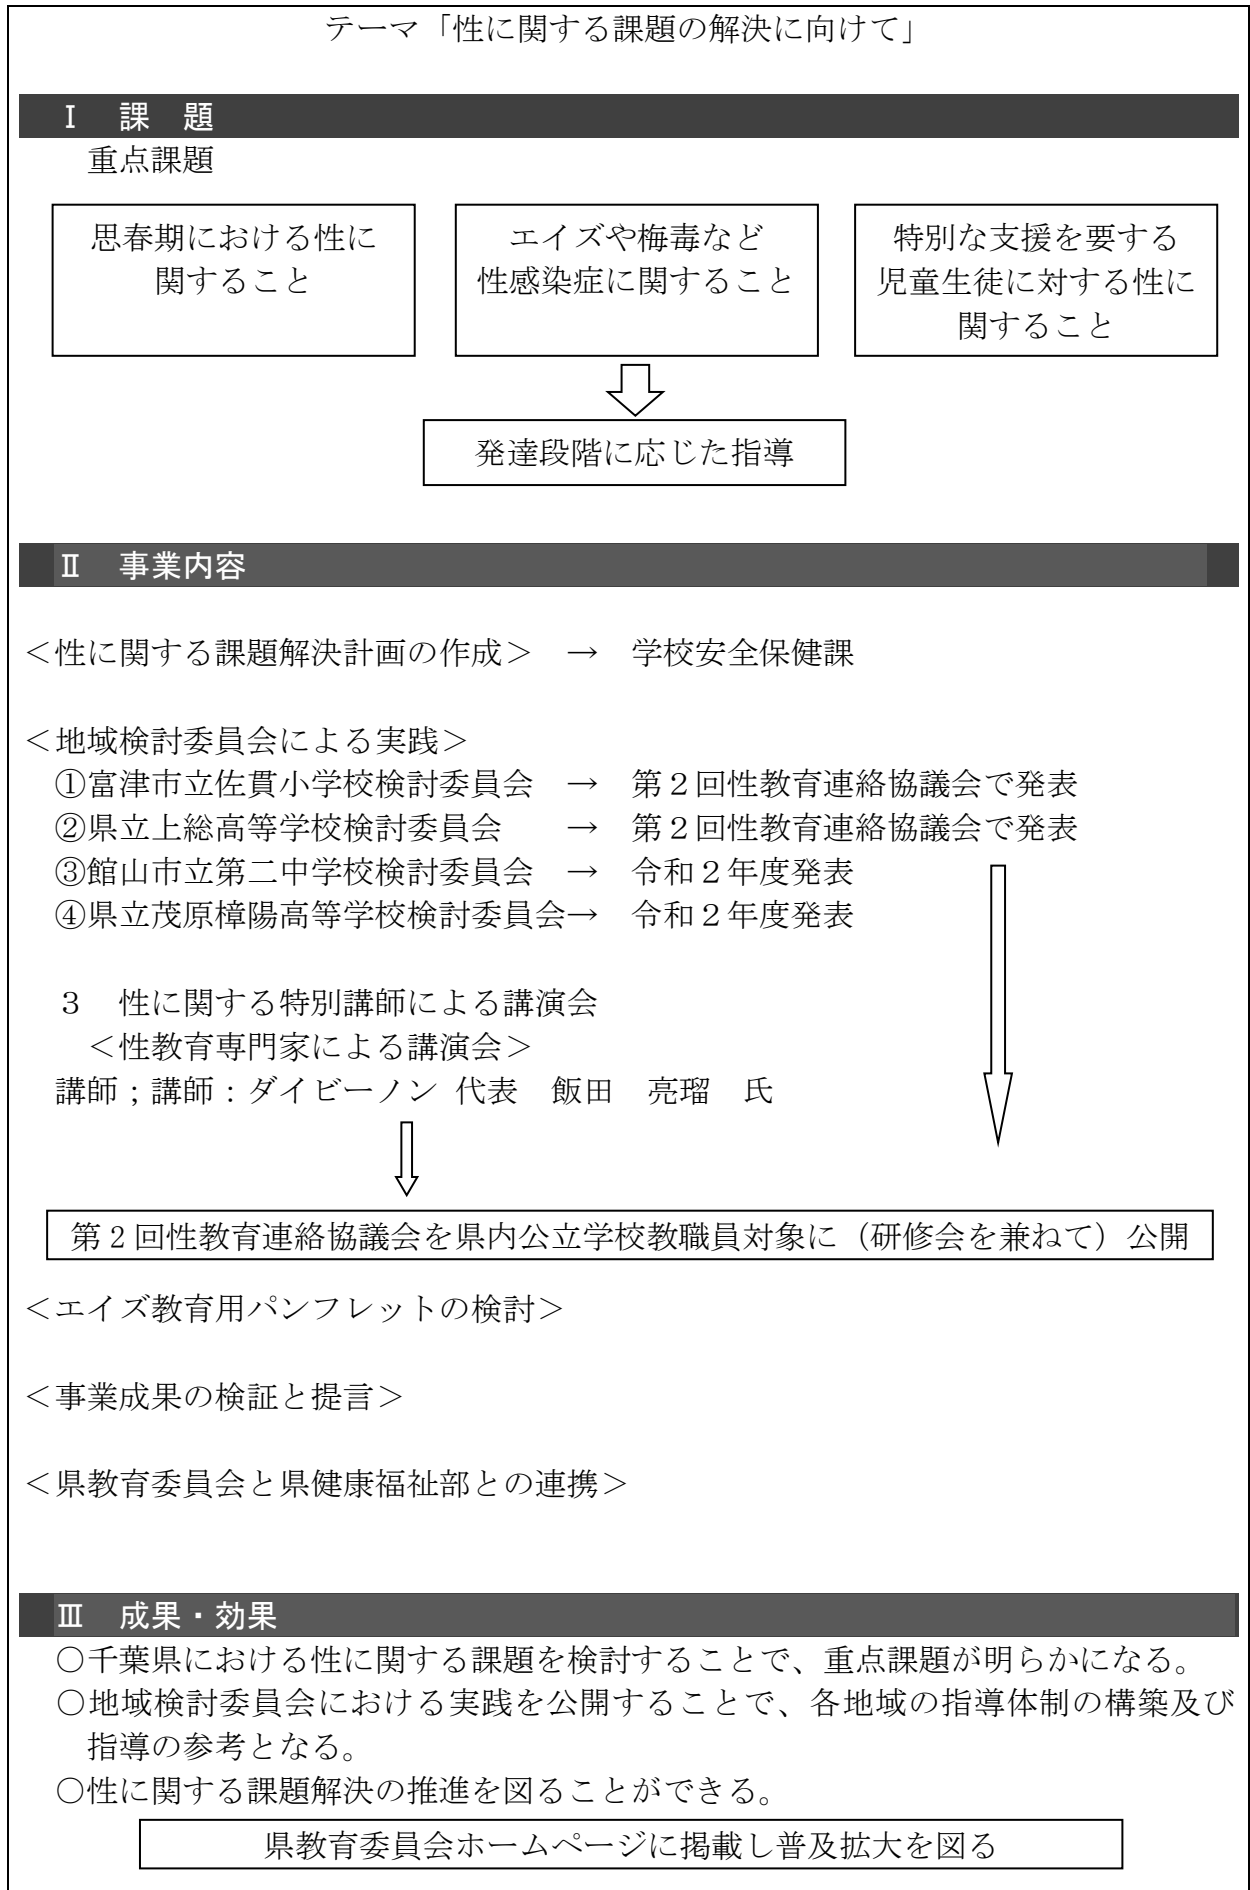 テーマ「性に関する課題の解決に向けて」
Ⅰ　課　題
重点課題
思春期における性に
関すること
エイズや梅毒など
性感染症に関すること
特別な支援を要する
児童生徒に対する性に
関すること
発達段階に応じた指導
Ⅱ　事業内容
＜性に関する課題解決計画の作成＞　→　学校安全保健課
＜地域検討委員会による実践＞
①富津市立佐貫小学校検討委員会　→　第２回性教育連絡協議会で発表
②県立上総高等学校検討委員会　　→　第２回性教育連絡協議会で発表
③館山市立第二中学校検討委員会　→　令和２年度発表
④県立茂原樟陽高等学校検討委員会→　令和２年度発表
３　性に関する特別講師による講演会
＜性教育専門家による講演会＞
講師；講師：ダイビーノン 代表　飯田　亮瑠　氏
第２回性教育連絡協議会を県内公立学校教職員対象に（研修会を兼ねて）公開
＜エイズ教育用パンフレットの検討＞
＜事業成果の検証と提言＞
＜県教育委員会と県健康福祉部との連携＞
Ⅲ　成果・効果
○千葉県における性に関する課題を検討することで、重点課題が明らかになる。
○地域検討委員会における実践を公開することで、各地域の指導体制の構築及び
指導の参考となる。
○性に関する課題解決の推進を図ることができる。
県教育委員会ホームページに掲載し普及拡大を図る